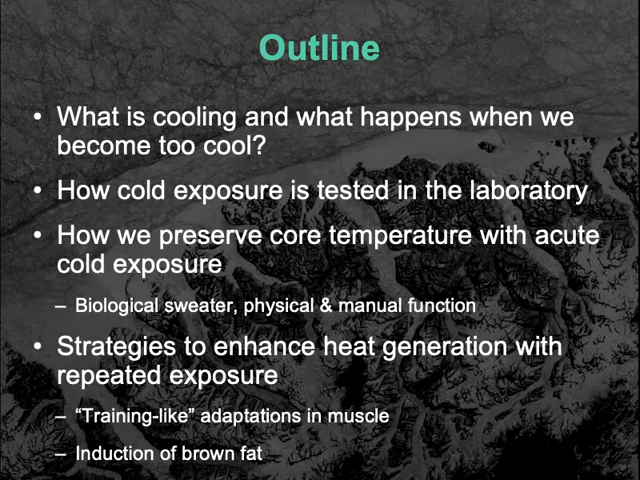 Outline
• What is cooling and what happens when we
become too cool?
• How cold exposure is tested in the laboratory
• How we preserve core temperature with acute
cold exposure
– Biological sweater, physical & manual function
• Strategies to enhance heat generation with
repeated exposure
– “Training-like” adaptations in muscle
– Induction of brown fat